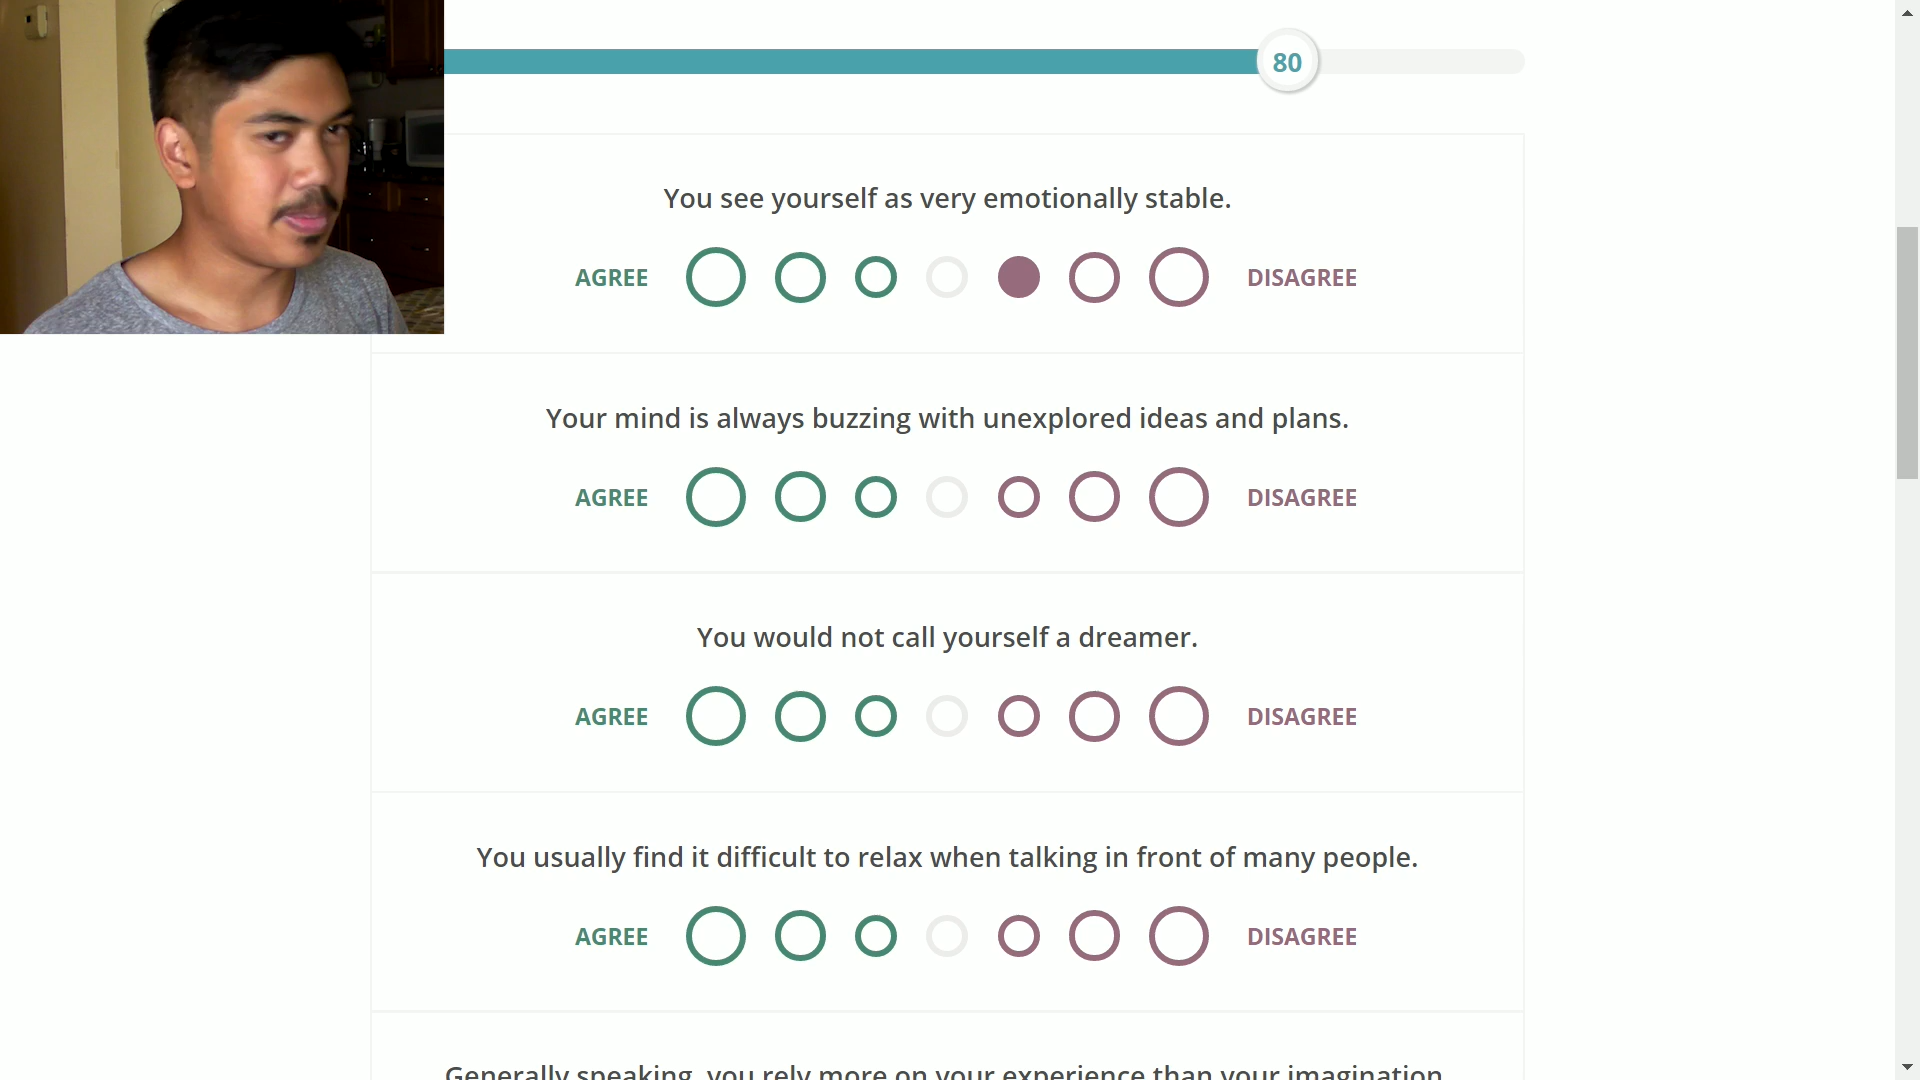 80
You see yourself as very emotionally stable.
AGREE DISAGREE
Your mind is always buzzing with unexplored ideas and plans.
AGREE DISAGREE
You would not call yourself a dreamer.
AGREE DISAGREE
You usually find it difficult to relax when talking in front of many people.
AGREE DISAGREE
Generally speaking, you rely more on your experience than your imagination.